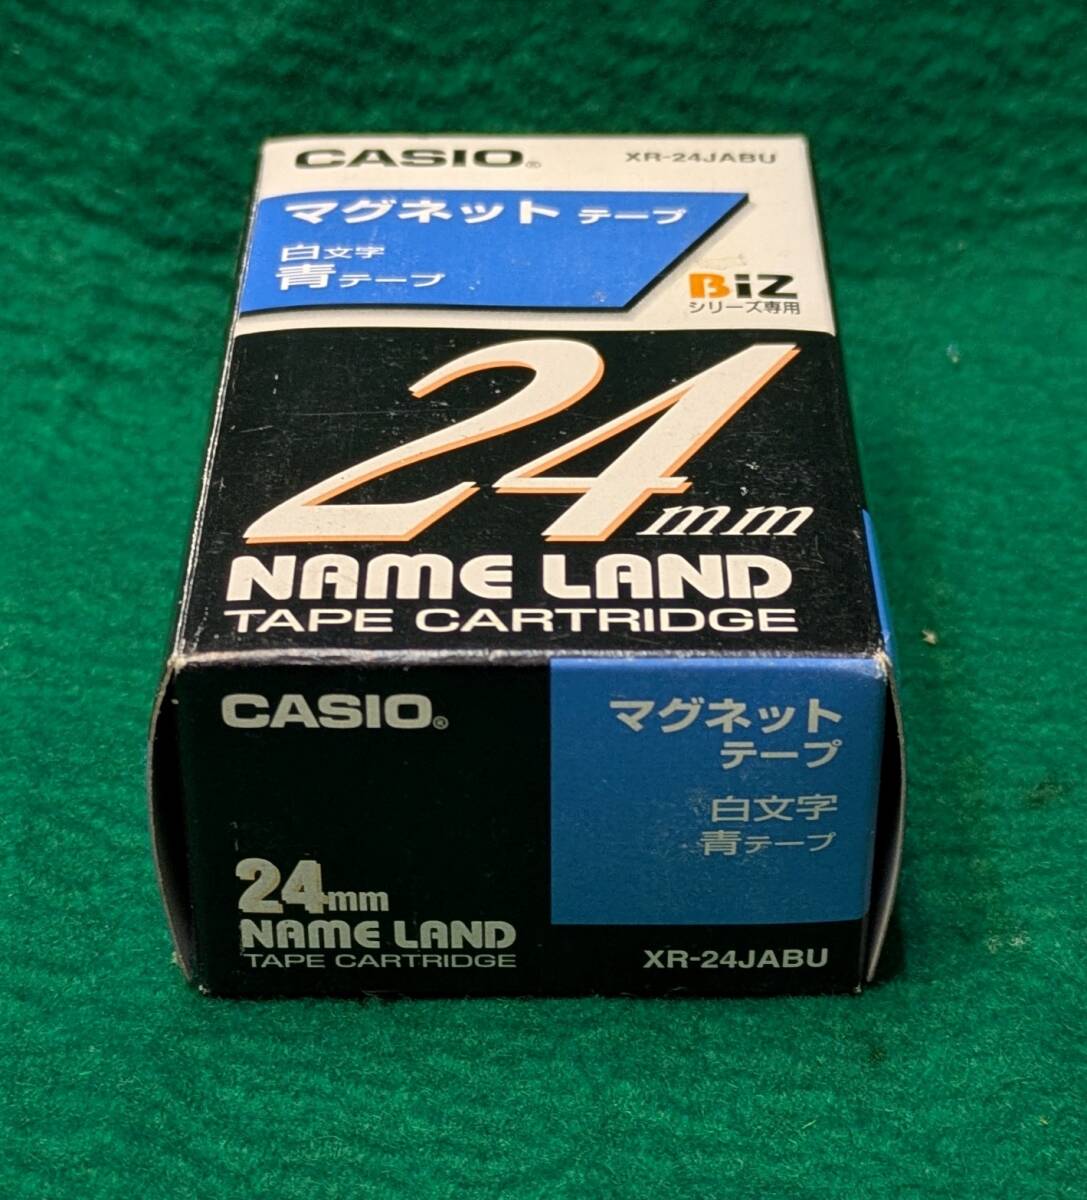 CASIO® XR-24JABU
マグネット テープ
白文字
青テープ
BiZ
シリーズ専用
24mm
NAME LAND
TAPE CARTRIDGE
CASIO®
マグネット
テープ
白文字
青テープ
24mm
NAME LAND
TAPE CARTRIDGE
XR-24JABU